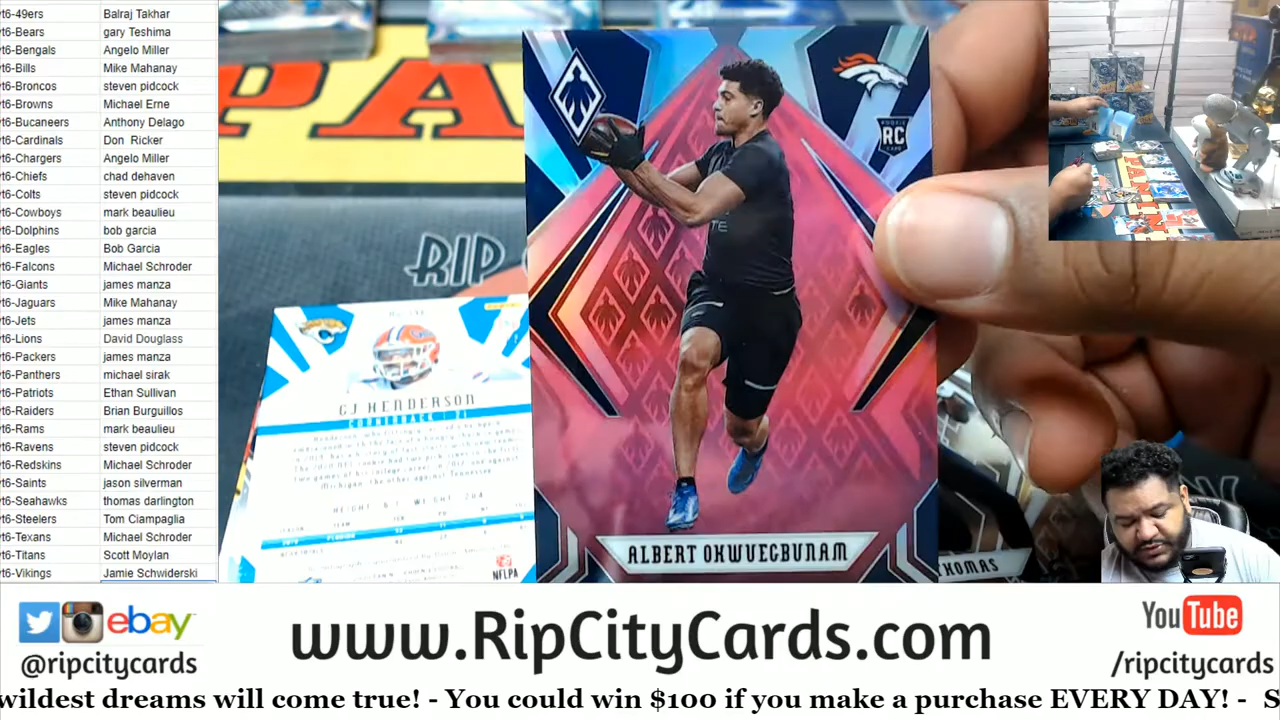 t6-49ers Balraj Takhar
t6-Bears gary Teshima
t6-Bengals Angelo Miller
t6-Bills Mike Mahanay
t6-Broncos steven pidcock
t6-Browns Michael Erne
t6-Bucaneers Anthony Delago
t6-Cardinals Don Ricker
t6-Chargers Angelo Miller
t6-Chiefs chad dehaven
t6-Colts steven pidcock
t6-Cowboys mark beaulieu
t6-Dolphins bob garcia
t6-Eagles Bob Garcia
t6-Falcons Michael Schroder
t6-Giants james manza
t6-Jaguars Mike Mahanay
t6-Jets james manza
t6-Lions David Douglass
t6-Packers james manza
t6-Panthers michael sirak
t6-Patriots Ethan Sullivan
t6-Raiders Brian Burguillos
t6-Rams mark beaulieu
t6-Ravens steven pidcock
t6-Redskins Michael Schroder
t6-Saints jason silverman
t6-Seahawks thomas darlington
t6-Steelers Tom Ciampaglia
t6-Texans Michael Schroder
t6-Titans Scott Moylan
t6-Vikings Jamie Schwiderski
PA
RIP
RC
ALBERT OKWUEGBUNAM
CJ HENDERSON
CORNERBACK
HEIGHT WEIGHT
NFLPA
THOMAS
PANINI
ebay
@ripcitycards
www.RipCityCards.com
YouTube
/ripcitycards
wildest dreams will come true! - You could win $100 if you make a purchase EVERY DAY! - S